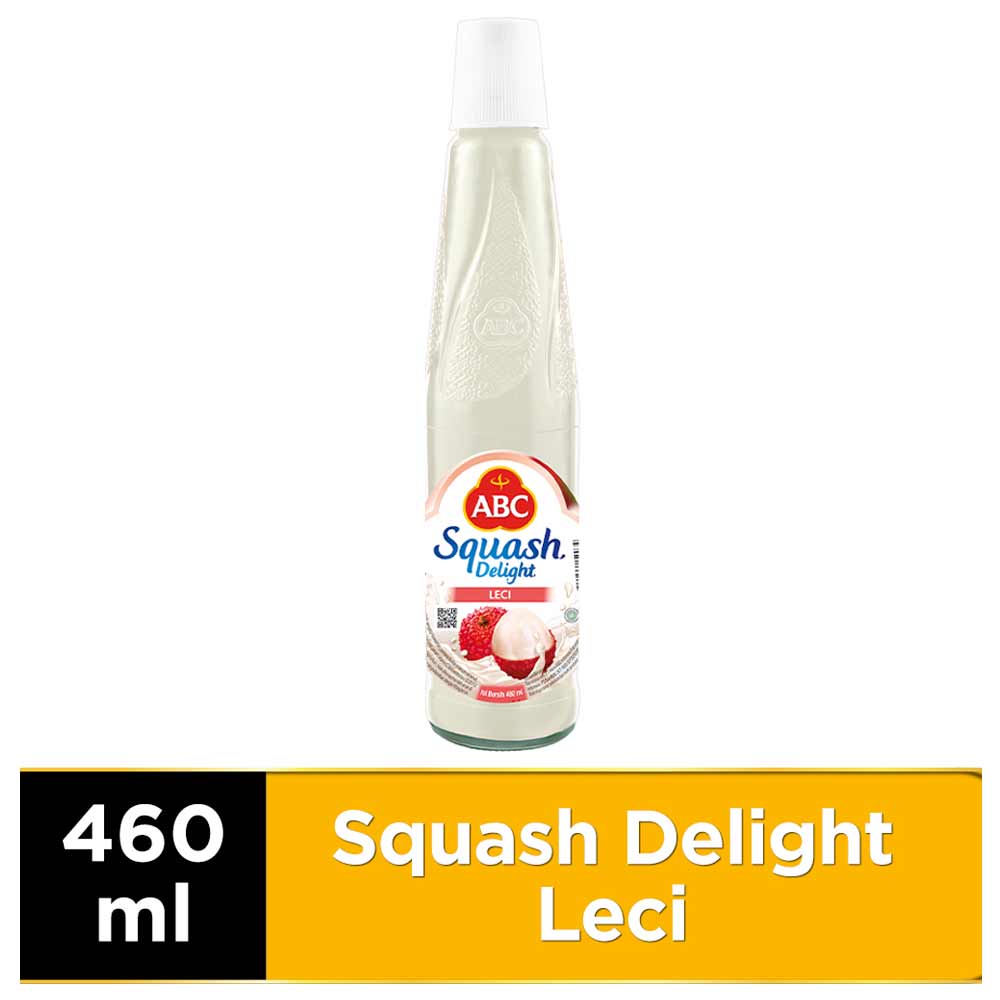 ABC
ABC
Squash
Delight
LECI
Isi Bersih 460 ml
460
ml
Squash Delight
Leci